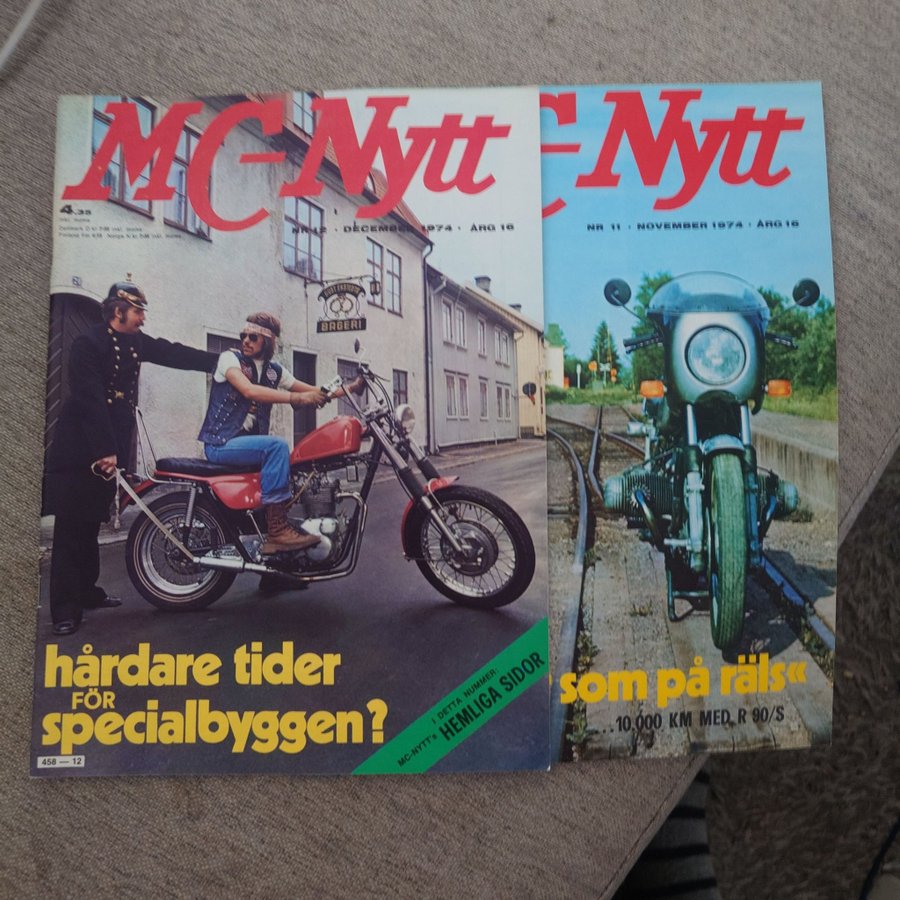 MC-Nytt
4.35
inkl. moms
NR 12 · DECEMBER 1974 · ÅRG 16
BAGERI
hårdare tider
FÖR
specialbyggen?
I DETTA NUMMER:
MC-NYTT's HEMLIGA SIDOR
458 — 12
C-Nytt
NR 11 · NOVEMBER 1974 · ÅRG 16
som på räls«
...10.000 KM MED R 90/S